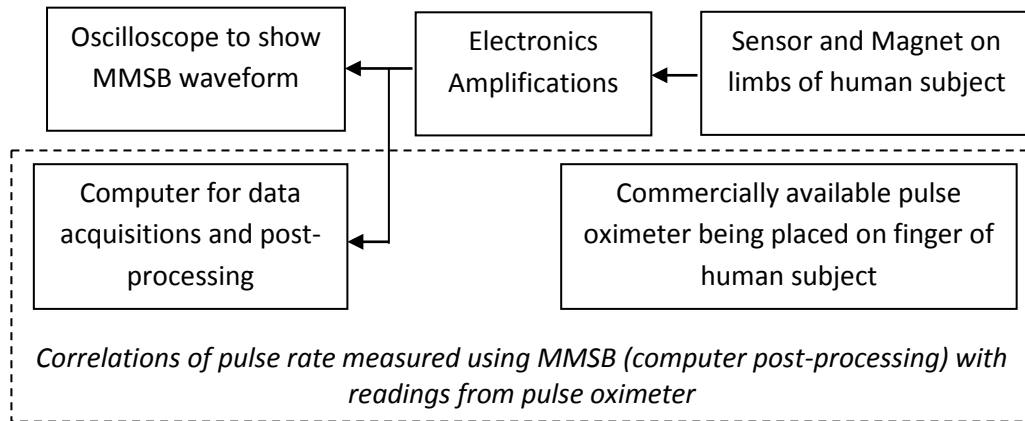 Oscilloscope to show
MMSB waveform
Electronics
Amplifications
Sensor and Magnet on
limbs of human subject
Computer for data
acquisitions and post-
processing
Commercially available pulse
oximeter being placed on finger of
human subject
Correlations of pulse rate measured using MMSB (computer post-processing) with
readings from pulse oximeter